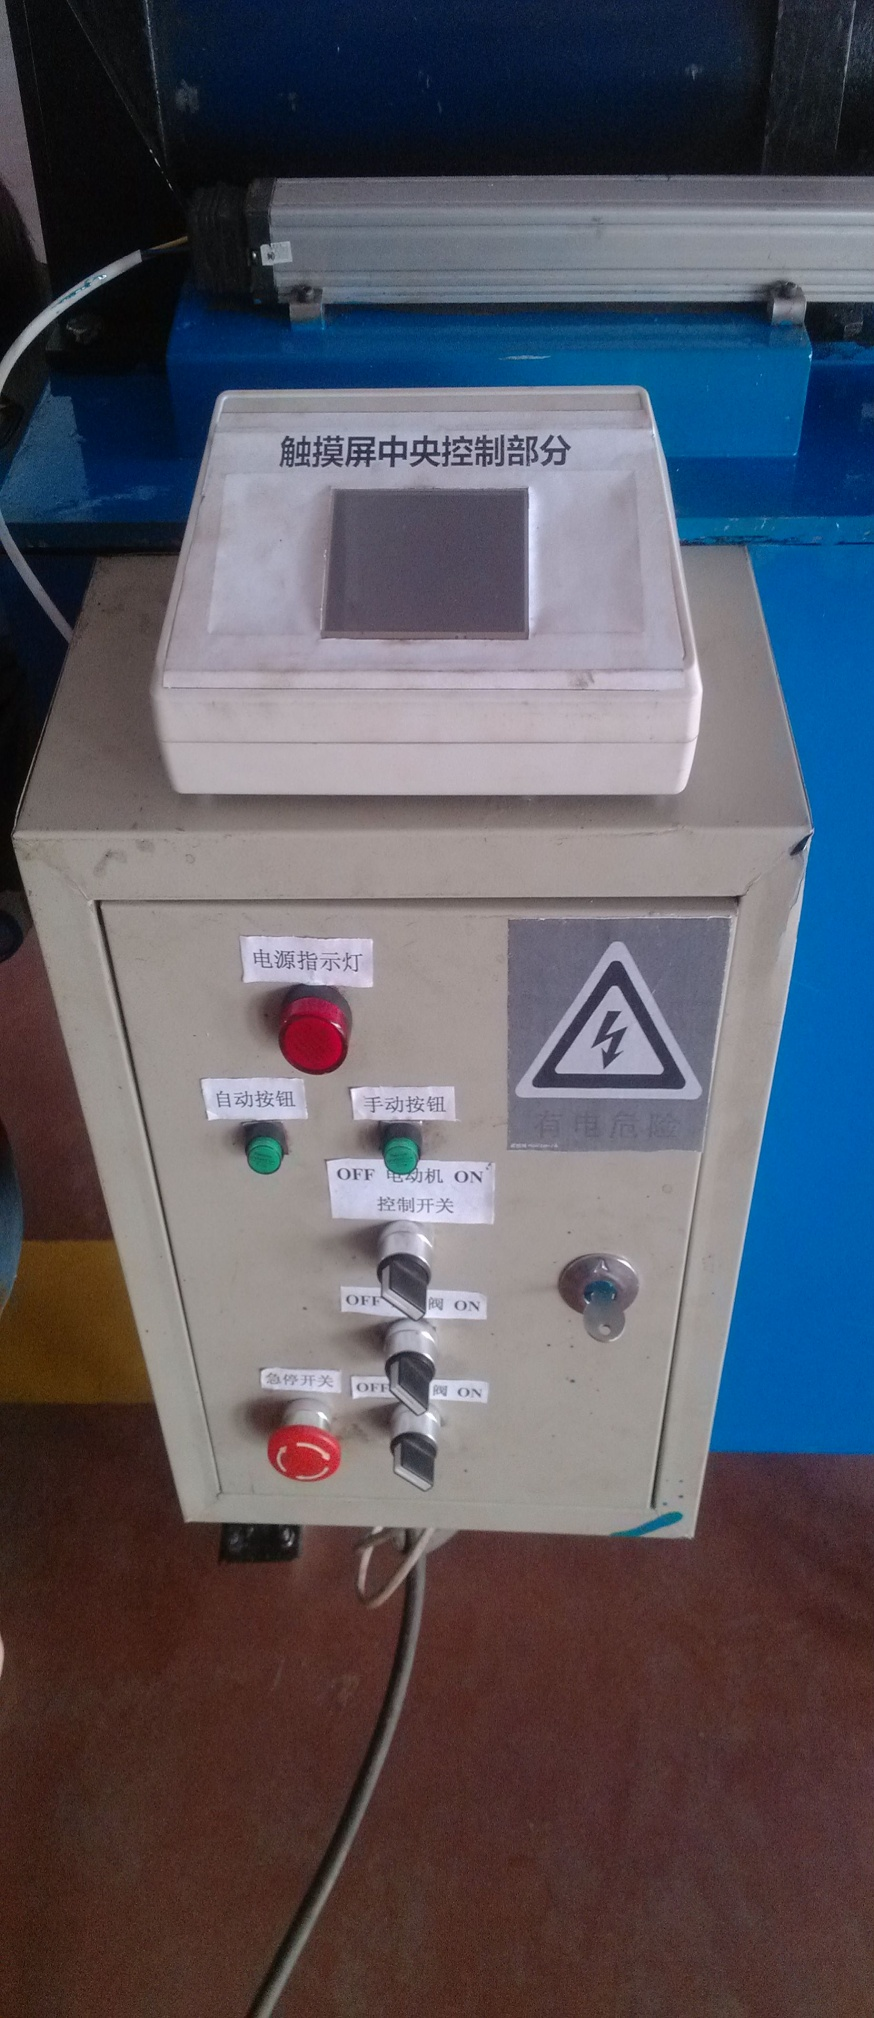 触摸屏中央控制部分
电源指示灯
有电危险
自动按钮
手动按钮
OFF 电动机 ON
控制开关
OFF 阀 ON
急停开关
OFF 阀 ON